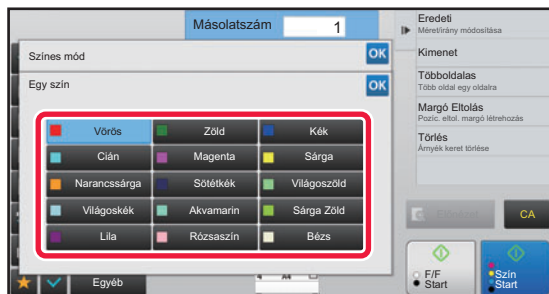 Másolatszám 1
Színes mód OK
Egy szín OK
Vörös Zöld Kék
Cián Magenta Sárga
Narancssárga Sötétkék Világoszöld
Világoskék Akvamarin Sárga Zöld
Lila Rózsaszín Bézs
Egyéb
A4
Eredeti
Méret/irány módosítása
Kimenet
Többoldalas
Több oldal egy oldalra
Margó Eltolás
Pozíc. eltol. margó létrehozás
Törlés
Árnyék keret törlése
CA
F/F
Start
Szín
Start